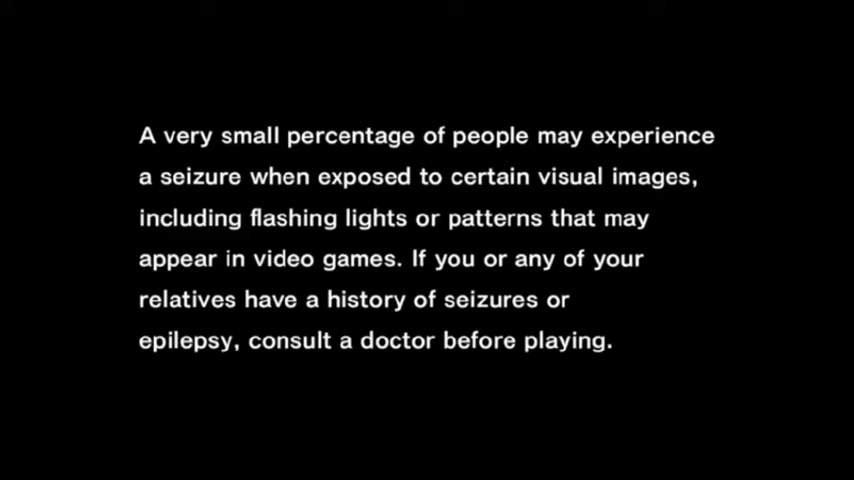 A very small percentage of people may experience
a seizure when exposed to certain visual images,
including flashing lights or patterns that may
appear in video games. If you or any of your
relatives have a history of seizures or
epilepsy, consult a doctor before playing.